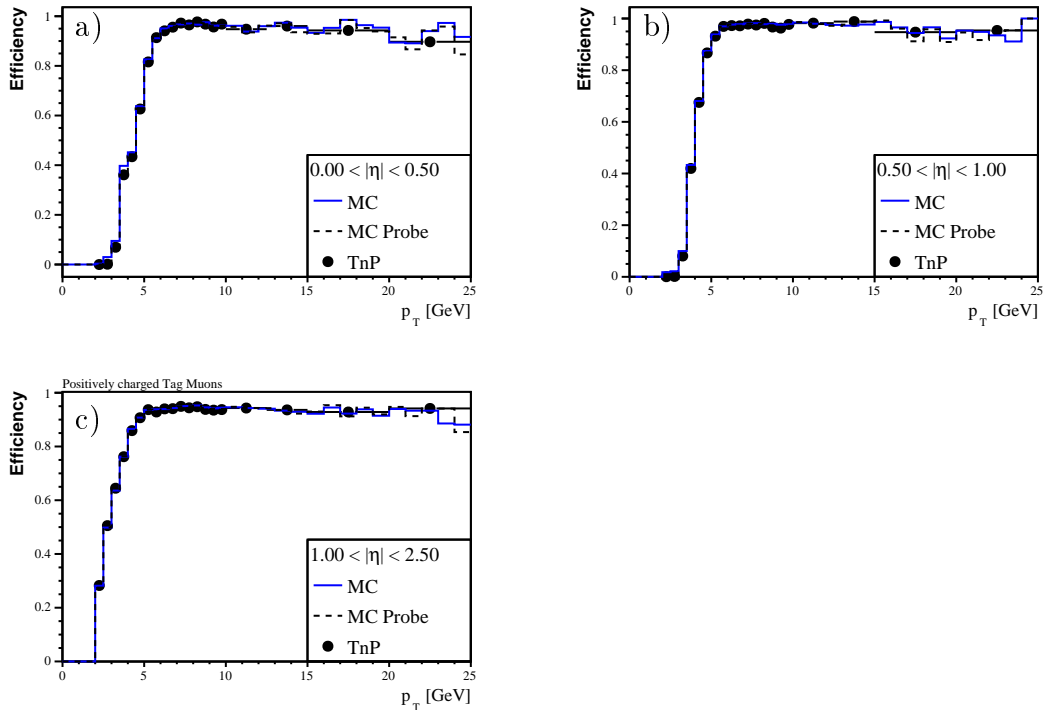 a)
Efficiency
1
0.8
0.6
0.4
0.2
0
0.00 < |η| < 0.50
MC
MC Probe
TnP
0 5 10 15 20 25
p_T [GeV]
b)
Efficiency
1
0.8
0.6
0.4
0.2
0
0.50 < |η| < 1.00
MC
MC Probe
TnP
0 5 10 15 20 25
p_T [GeV]
Positively charged Tag Muons
c)
Efficiency
1
0.8
0.6
0.4
0.2
0
1.00 < |η| < 2.50
MC
MC Probe
TnP
0 5 10 15 20 25
p_T [GeV]